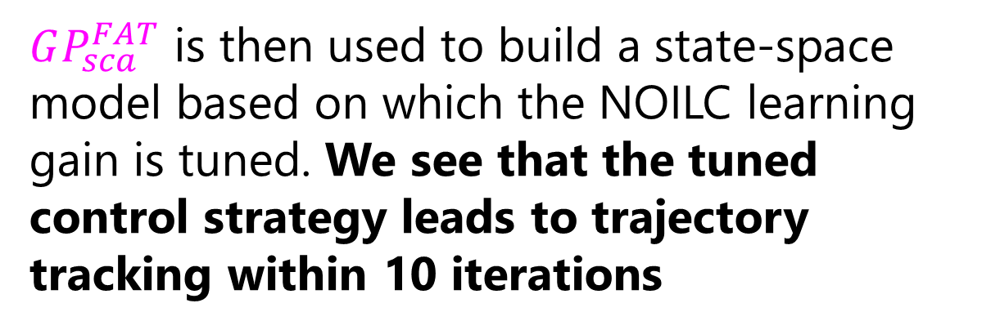 GP_{sca}^{FAT} is then used to build a state-space
model based on which the NOILC learning
gain is tuned. We see that the tuned
control strategy leads to trajectory
tracking within 10 iterations